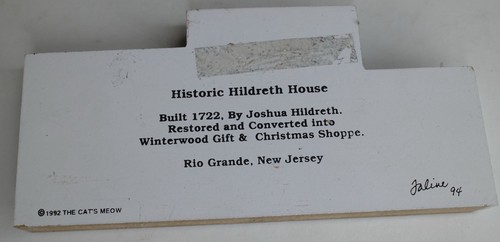 Historic Hildreth House
Built 1722, By Joshua Hildreth.
Restored and Converted into
Winterwood Gift & Christmas Shoppe.
Rio Grande, New Jersey
Faline 94
© 1992 THE CAT'S MEOW